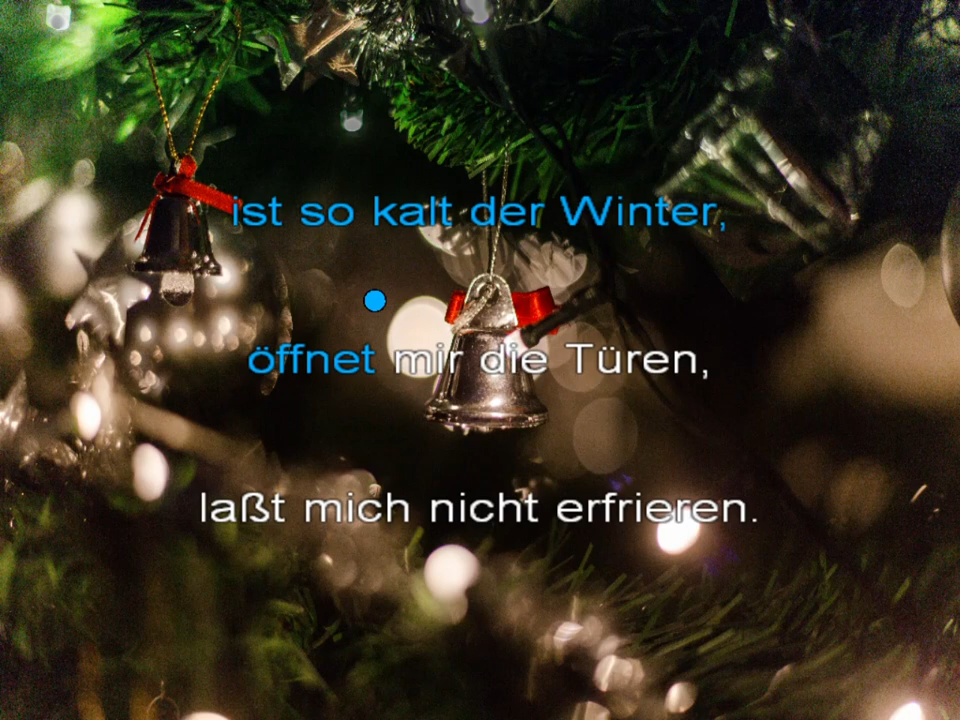 ist so kalt der Winter,
öffnet mir die Türen,
laßt mich nicht erfrieren.